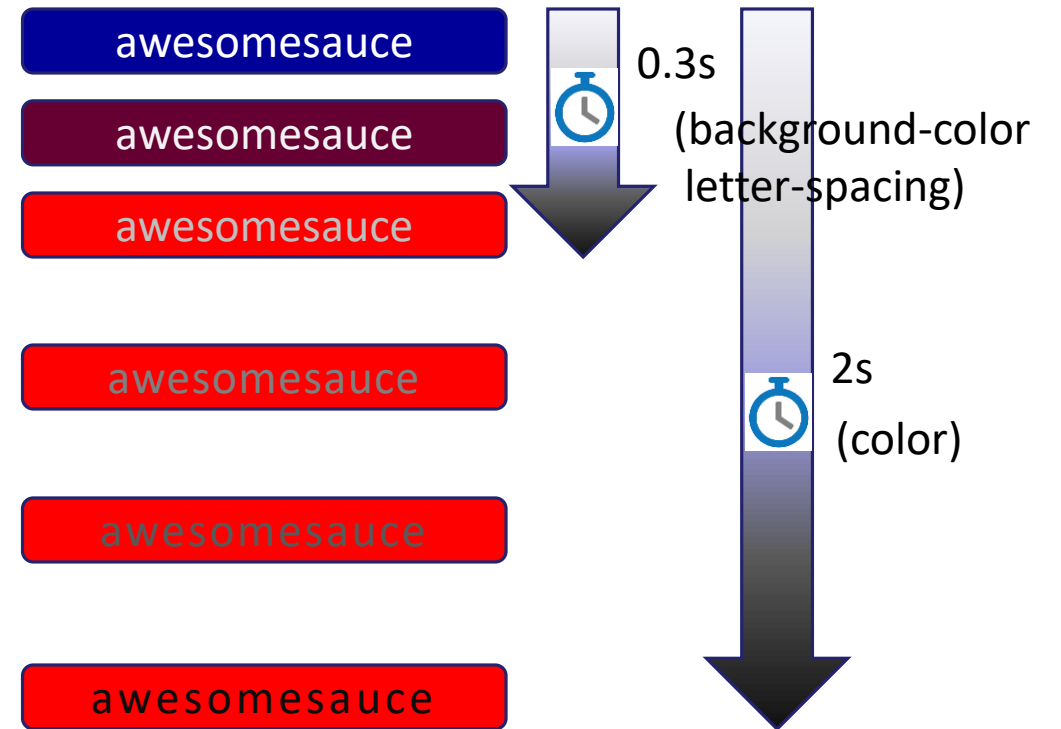 awesomesauce
0.3s
awesomesauce
(background-color
letter-spacing)
awesomesauce
awesomesauce
2s
(color)
awesomesauce
awesomesauce